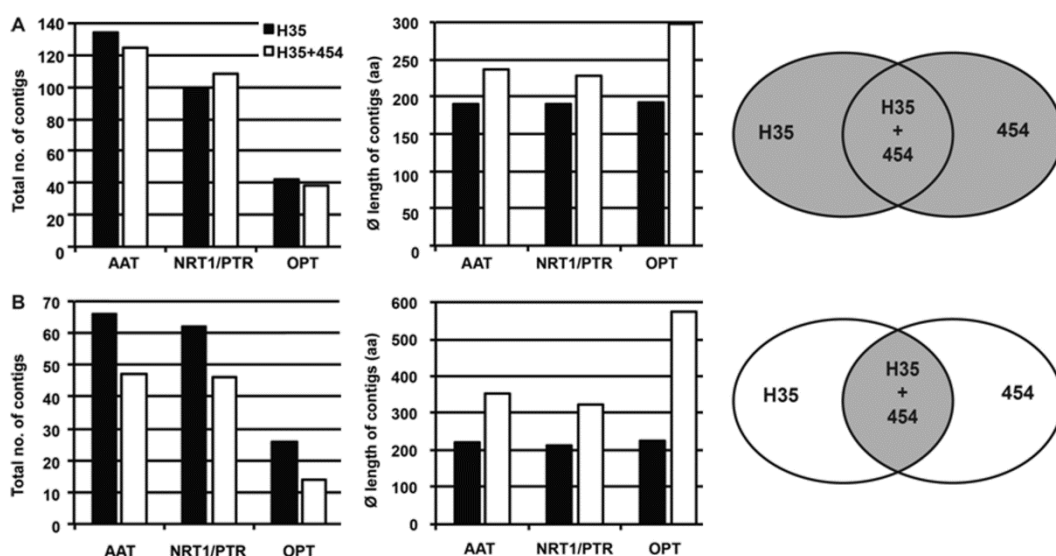 A
Total no. of contigs
140
120
100
80
60
40
20
0
AAT NRT1/PTR OPT
H35
H35+454
Ø length of contigs (aa)
300
250
200
150
100
50
0
AAT NRT1/PTR OPT
H35
H35
+
454
454
B
Total no. of contigs
70
60
50
40
30
20
10
0
AAT NRT1/PTR OPT
Ø length of contigs (aa)
600
500
400
300
200
100
0
AAT NRT1/PTR OPT
H35
H35
+
454
454